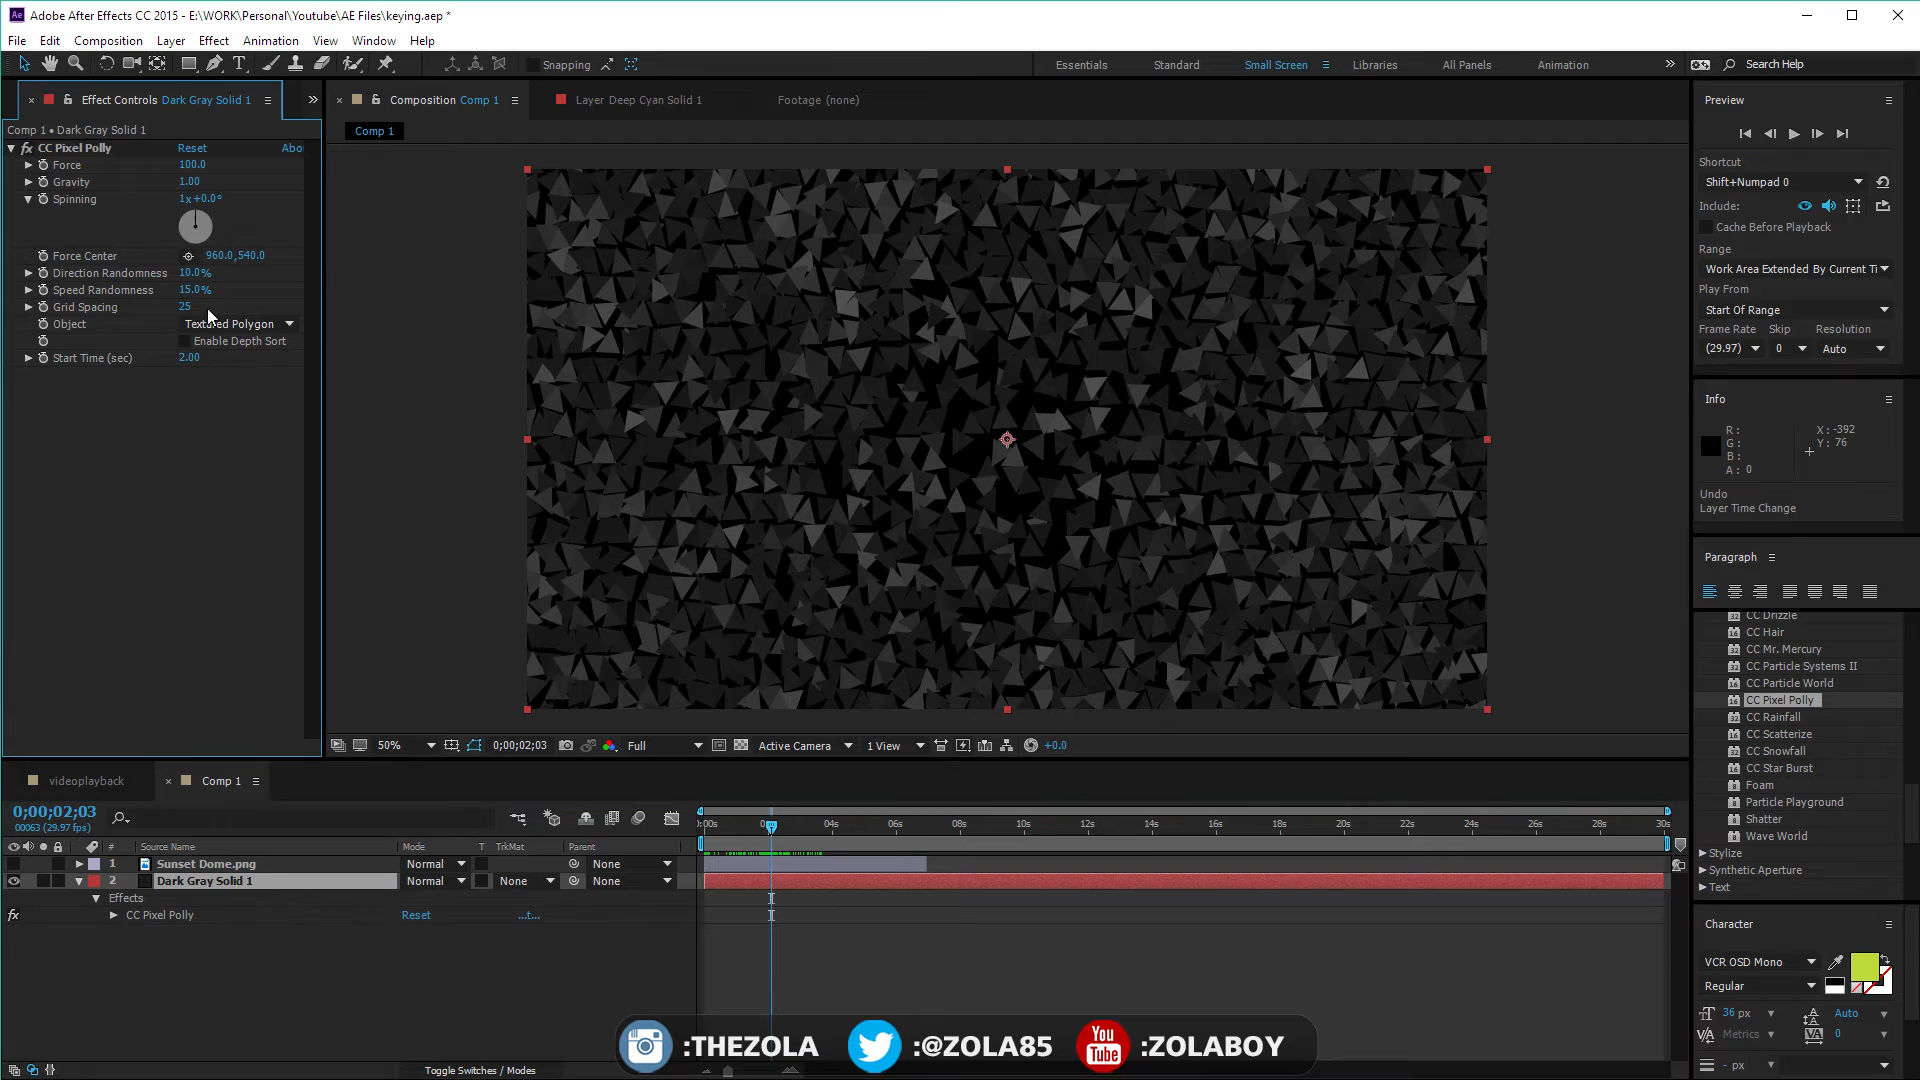 Adobe After Effects CC 2015 - E:\WORK\Personal\Youtube\AE Files\keying.aep *
File Edit Composition Layer Effect Animation View Window Help
Snapping
Essentials Standard Small Screen Libraries All Panels Animation Search Help
Effect Controls Dark Gray Solid 1
Comp 1 • Dark Gray Solid 1
CC Pixel Polly Reset Abo
Force 100.0
Gravity 1.00
Spinning 1x+0.0°
Force Center 960.0,540.0
Direction Randomness 10.0%
Speed Randomness 15.0%
Grid Spacing 25
Object Textured Polygon
Enable Depth Sort
Start Time (sec) 2.00
Composition Comp 1 Layer Deep Cyan Solid 1 Footage (none)
Comp 1
50% 0;00;02;03 Full Active Camera 1 View +0.0
Preview
Shortcut
Shift+Numpad 0
Include:
Cache Before Playback
Range
Work Area Extended By Current Ti
Play From
Start Of Range
Frame Rate Skip Resolution
(29.97) 0 Auto
Info
R :
G :
B :
A : 0
X : -392
Y : 76
Undo
Layer Time Change
Paragraph
CC Drizzle
CC Hair
CC Mr. Mercury
CC Particle Systems II
CC Particle World
CC Pixel Polly
CC Rainfall
CC Scatterize
CC Snowfall
CC Star Burst
Foam
Particle Playground
Shatter
Wave World
Stylize
Synthetic Aperture
Text
Character
VCR OSD Mono
Regular
36 px Auto
Metrics 0
- px
videoplayback Comp 1
0;00;02;03
00063 (29.97 fps)
# Source Name Mode T TrkMat Parent
1 Sunset Dome.png Normal None
2 Dark Gray Solid 1 Normal None None
Effects
fx CC Pixel Polly Reset ...t...
:00s 04s 06s 08s 10s 12s 14s 16s 18s 20s 22s 24s 26s 28s 30s
Toggle Switches / Modes
:THEZOLA :@ZOLA85 You Tube :ZOLABOY